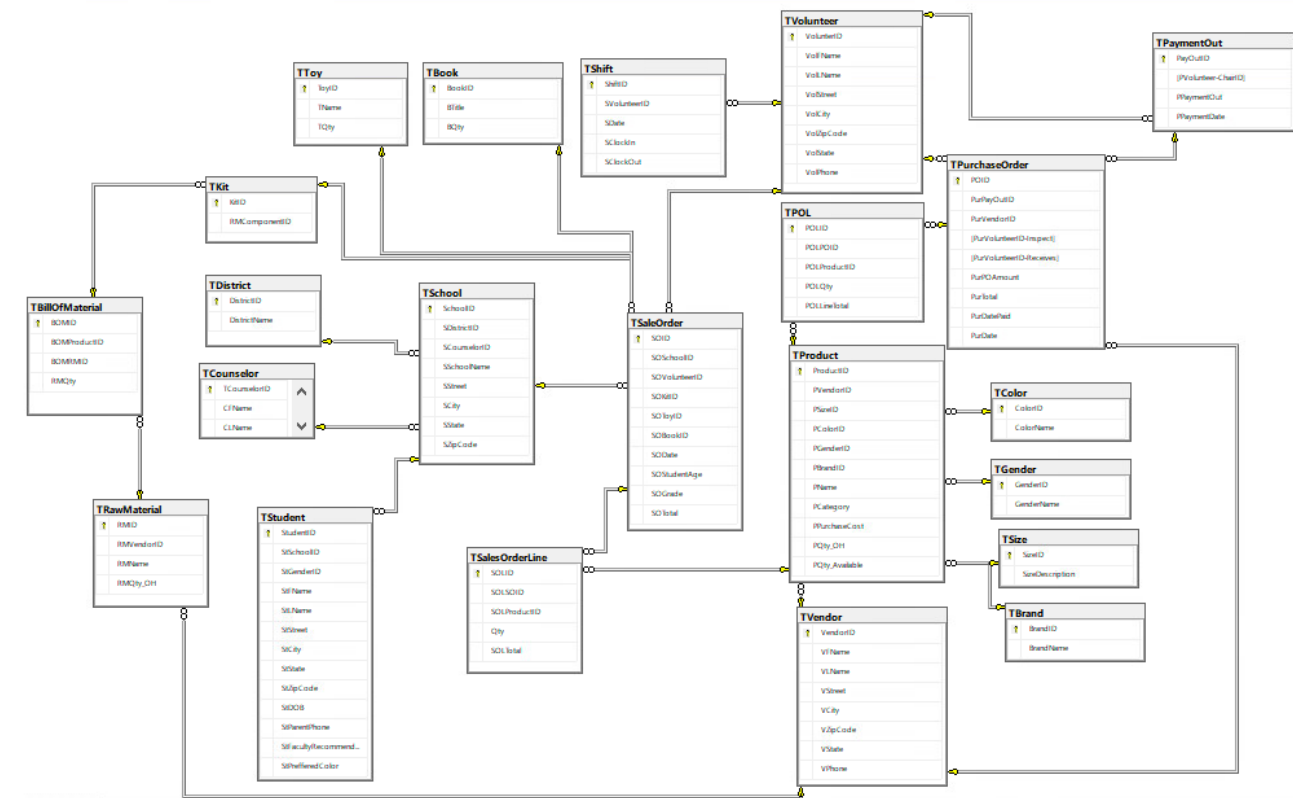 TVolunteer
VolunterID
VolFName
VolLName
VolStreet
VolCity
VolZipCode
VolState
VolPhone
TPaymentOut
PayOutID
[PVolunteer-ChairID]
PPaymentOut
PPaymentDate
TToy
ToyID
TName
TQty
TBook
BookID
BTitle
BQty
TShift
ShiftID
SVolunteerID
SDate
SClockIn
SClockOut
TPurchaseOrder
POID
PurPayOutID
PurVendorID
[PurVolunteerID-Inspect]
[PurVolunteerID-Receives]
PurPOAmount
PurTotal
PurDatePaid
PurDate
TKit
KitID
RMComponentID
TPOL
POLID
POLPOID
POLProductID
POLQty
POLLineTotal
TDistrict
DistrictID
DistrictName
TSchool
SchoolID
SDistrictID
SCounselorID
SSchoolName
SStreet
SCity
SState
SZipCode
TBillOfMaterial
BOMID
BOMProductID
BOMRMID
RMQty
TSaleOrder
SOID
SOSchoolID
SOVolunteerID
SOKitID
SOToyID
SOBookID
SODate
SOStudentAge
SOGrade
SOTotal
TProduct
ProductID
PVendorID
PSizeID
PColorID
PGenderID
PBrandID
PName
PCategory
PPurchaseCost
PQty_OH
PQty_Available
TCounselor
TCounselorID
CFName
CLName
TColor
ColorID
ColorName
TGender
GenderID
GenderName
TRawMaterial
RMID
RMVendorID
RMName
RMQty_OH
TStudent
StudentID
StSchoolID
StGenderID
StFName
StLName
StStreet
StCity
StState
StZipCode
StDOB
StParentPhone
StFacultyRecommend...
StPrefferedColor
TSize
SizeID
SizeDescription
TSalesOrderLine
SOLID
SOLSOID
SOLProductID
Qty
SOLTotal
TBrand
BrandID
BrandName
TVendor
VendorID
VFName
VLName
VStreet
VCity
VZipCode
VState
VPhone